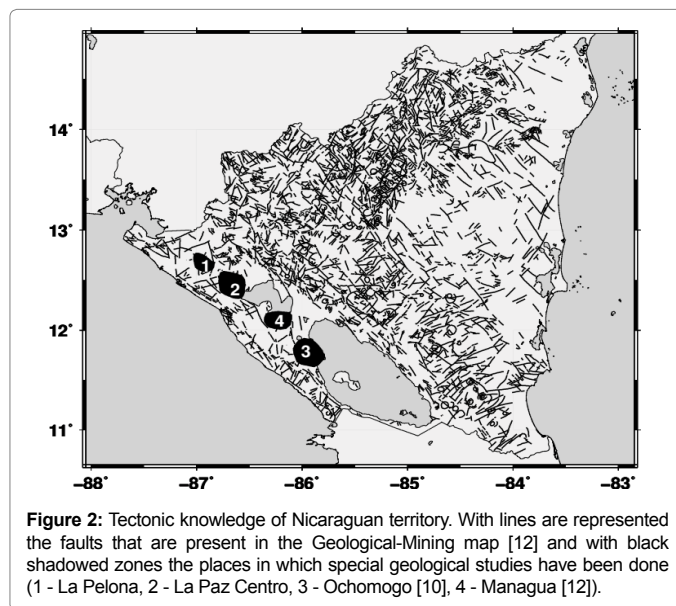 14˚
13˚
12˚
11˚
1
2
4
3
−88˚ −87˚ −86˚ −85˚ −84˚ −83˚
Figure 2: Tectonic knowledge of Nicaraguan territory. With lines are represented
the faults that are present in the Geological-Mining map [12] and with black
shadowed zones the places in which special geological studies have been done
(1 - La Pelona, 2 - La Paz Centro, 3 - Ochomogo [10], 4 - Managua [12]).